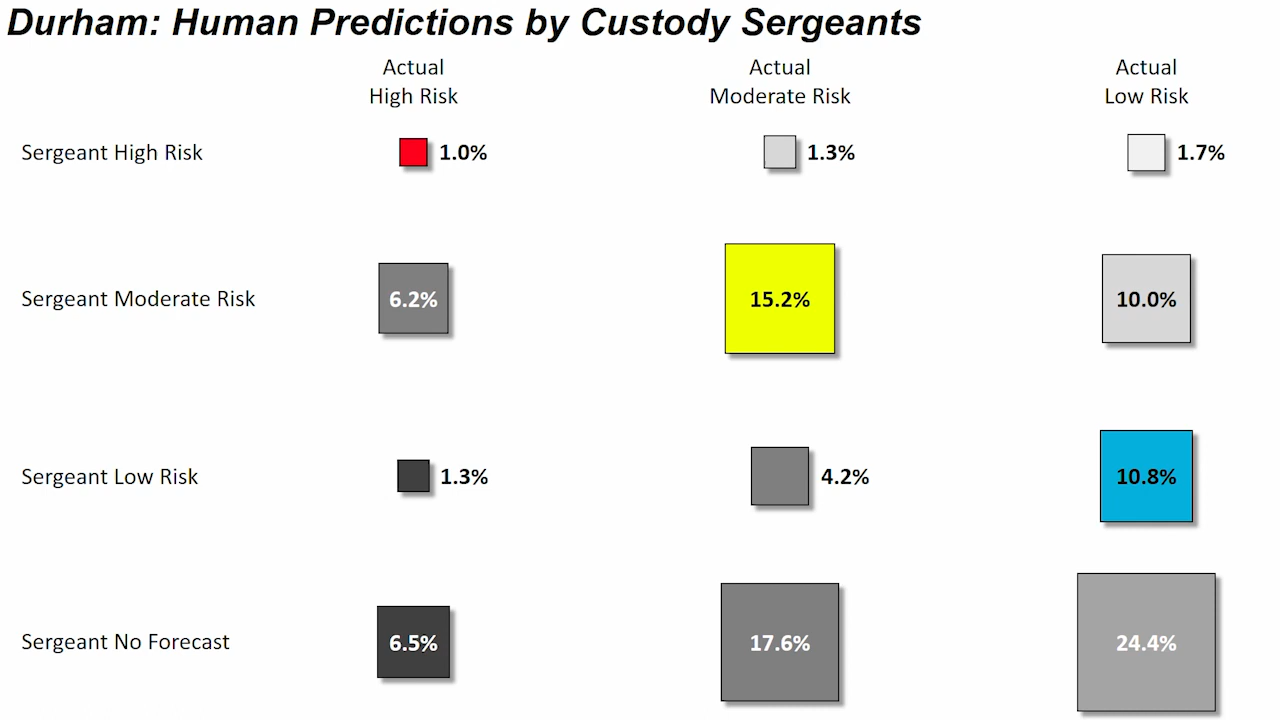 Durham: Human Predictions by Custody Sergeants
Actual
High Risk
Actual
Moderate Risk
Actual
Low Risk
Sergeant High Risk
1.0%
1.3%
1.7%
Sergeant Moderate Risk
6.2%
15.2%
10.0%
Sergeant Low Risk
1.3%
4.2%
10.8%
Sergeant No Forecast
6.5%
17.6%
24.4%